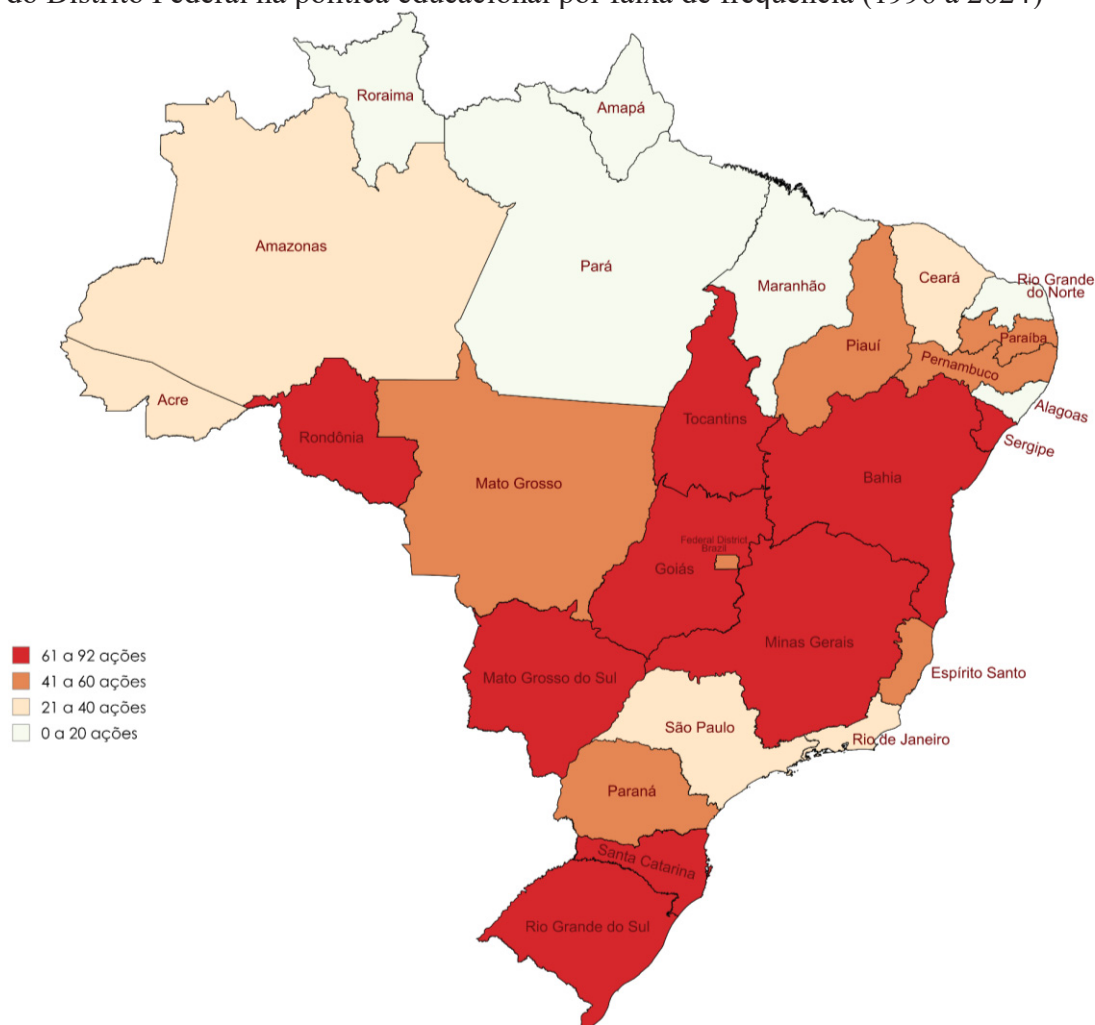 do Distrito Federal na política educacional por faixa de frequência (1996 a 2024)
Roraima
Amapá
Amazonas
Pará
Maranhão
Ceará
Rio Grande
do Norte
Paraíba
Piauí
Pernambuco
Acre
Alagoas
Tocantins
Sergipe
Rondônia
Bahia
Mato Grosso
Federal District
Brazil
Goiás
Minas Gerais
61 a 92 ações
41 a 60 ações
21 a 40 ações
0 a 20 ações
Mato Grosso do Sul
Espírito Santo
São Paulo
Rio de Janeiro
Paraná
Santa Catarina
Rio Grande do Sul